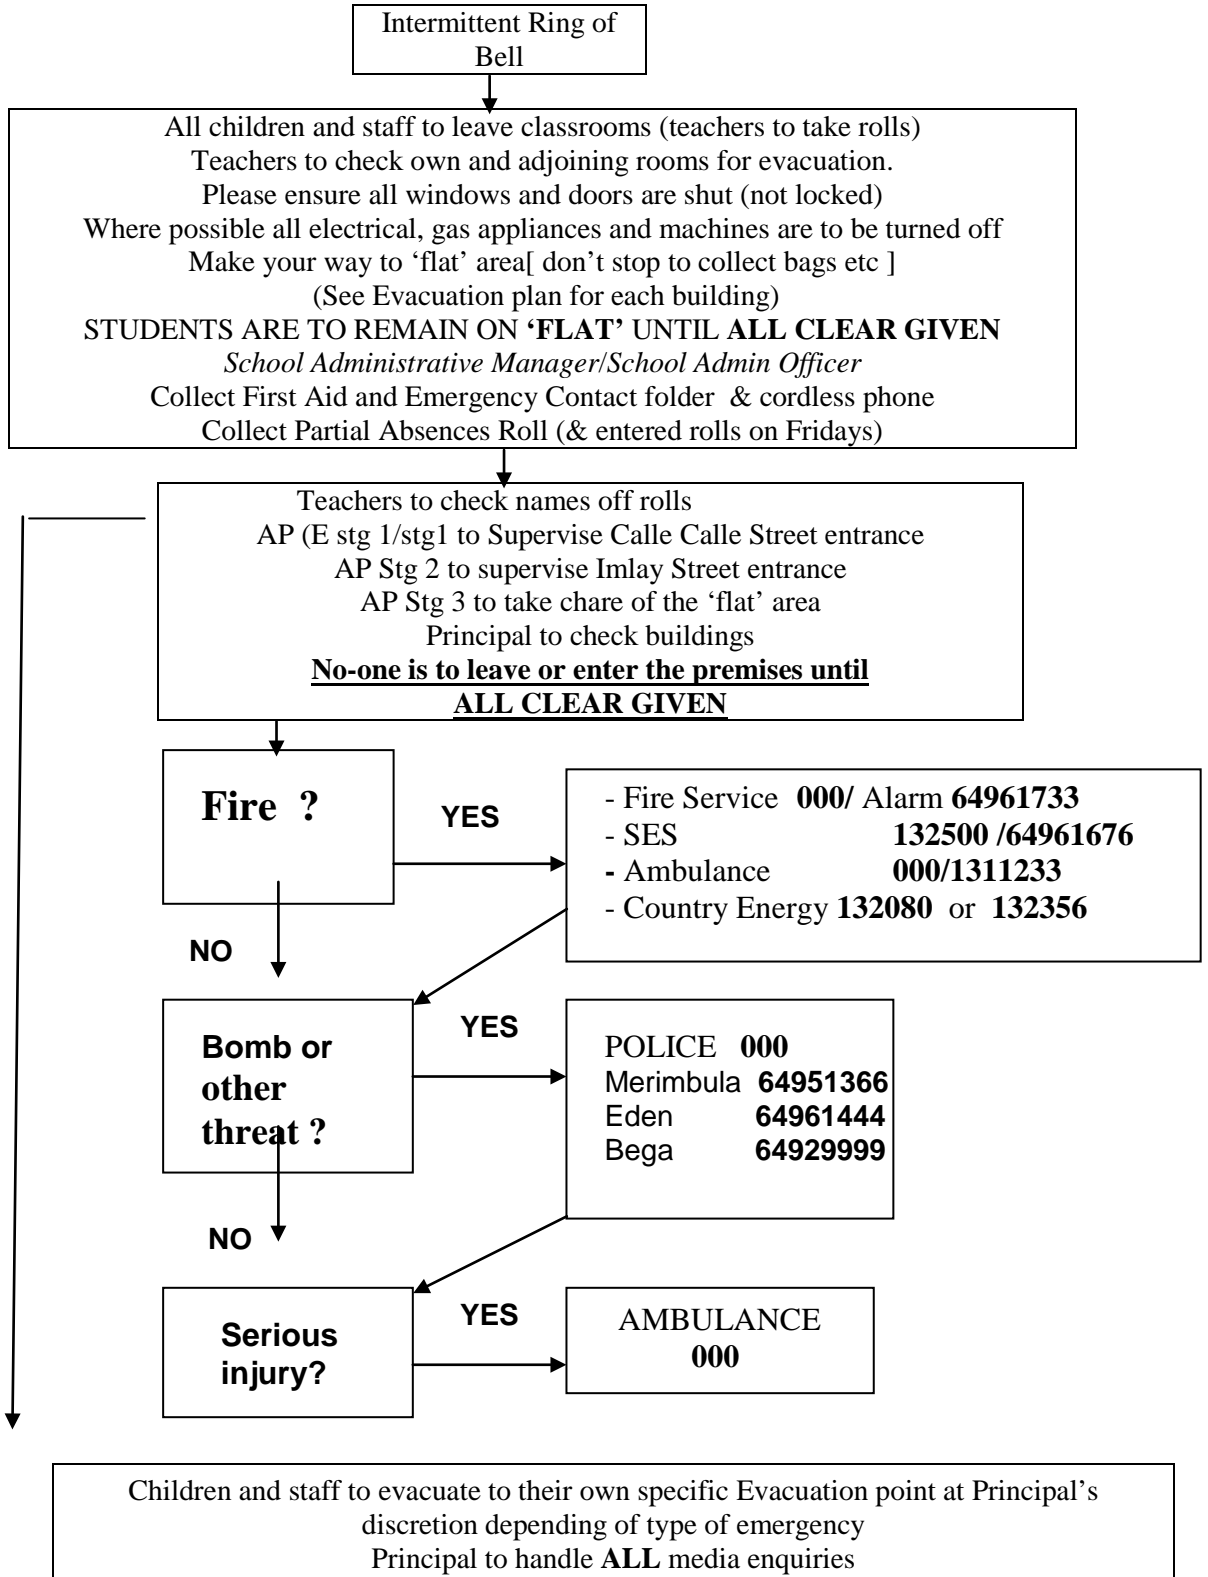 Intermittent Ring of
Bell
All children and staff to leave classrooms (teachers to take rolls)
Teachers to check own and adjoining rooms for evacuation.
Please ensure all windows and doors are shut (not locked)
Where possible all electrical, gas appliances and machines are to be turned off
Make your way to ‘flat’ area[ don’t stop to collect bags etc ]
(See Evacuation plan for each building)
STUDENTS ARE TO REMAIN ON ‘FLAT’ UNTIL ALL CLEAR GIVEN
School Administrative Manager/School Admin Officer
Collect First Aid and Emergency Contact folder & cordless phone
Collect Partial Absences Roll (& entered rolls on Fridays)
Teachers to check names off rolls
AP (E stg 1/stg1 to Supervise Calle Calle Street entrance
AP Stg 2 to supervise Imlay Street entrance
AP Stg 3 to take chare of the ‘flat’ area
Principal to check buildings
No-one is to leave or enter the premises until
ALL CLEAR GIVEN
Fire ?
YES
- Fire Service 000/ Alarm 64961733
- SES 132500 /64961676
- Ambulance 000/1311233
- Country Energy 132080 or 132356
NO
Bomb or
other
threat ?
YES
POLICE 000
Merimbula 64951366
Eden 64961444
Bega 64929999
NO
Serious
injury?
YES
AMBULANCE
000
Children and staff to evacuate to their own specific Evacuation point at Principal’s
discretion depending of type of emergency
Principal to handle ALL media enquiries